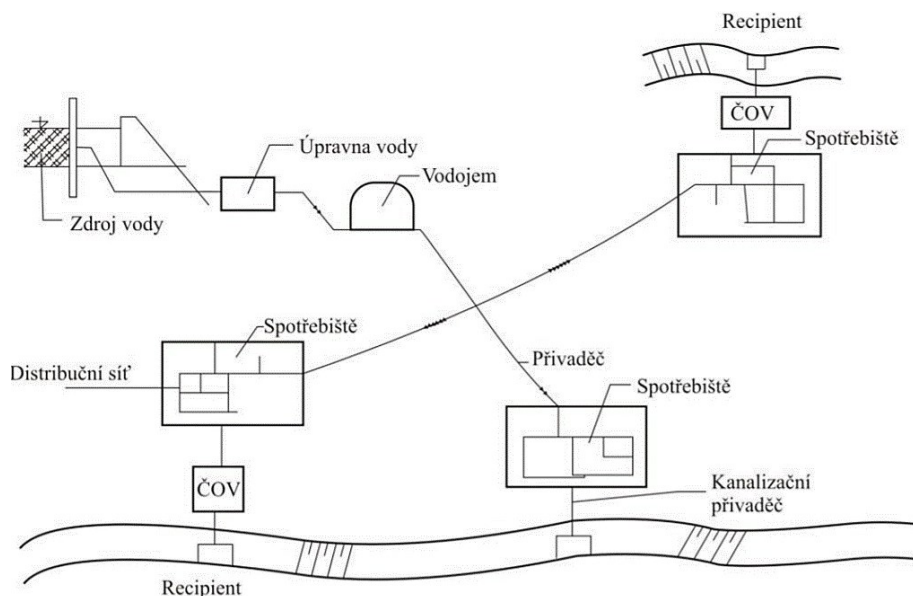 Recipient
ČOV
Spotřebiště
Úpravna vody
Vodojem
Zdroj vody
Spotřebiště
Distribuční síť
Přivaděč
Spotřebiště
ČOV
Kanalizační
přivaděč
Recipient